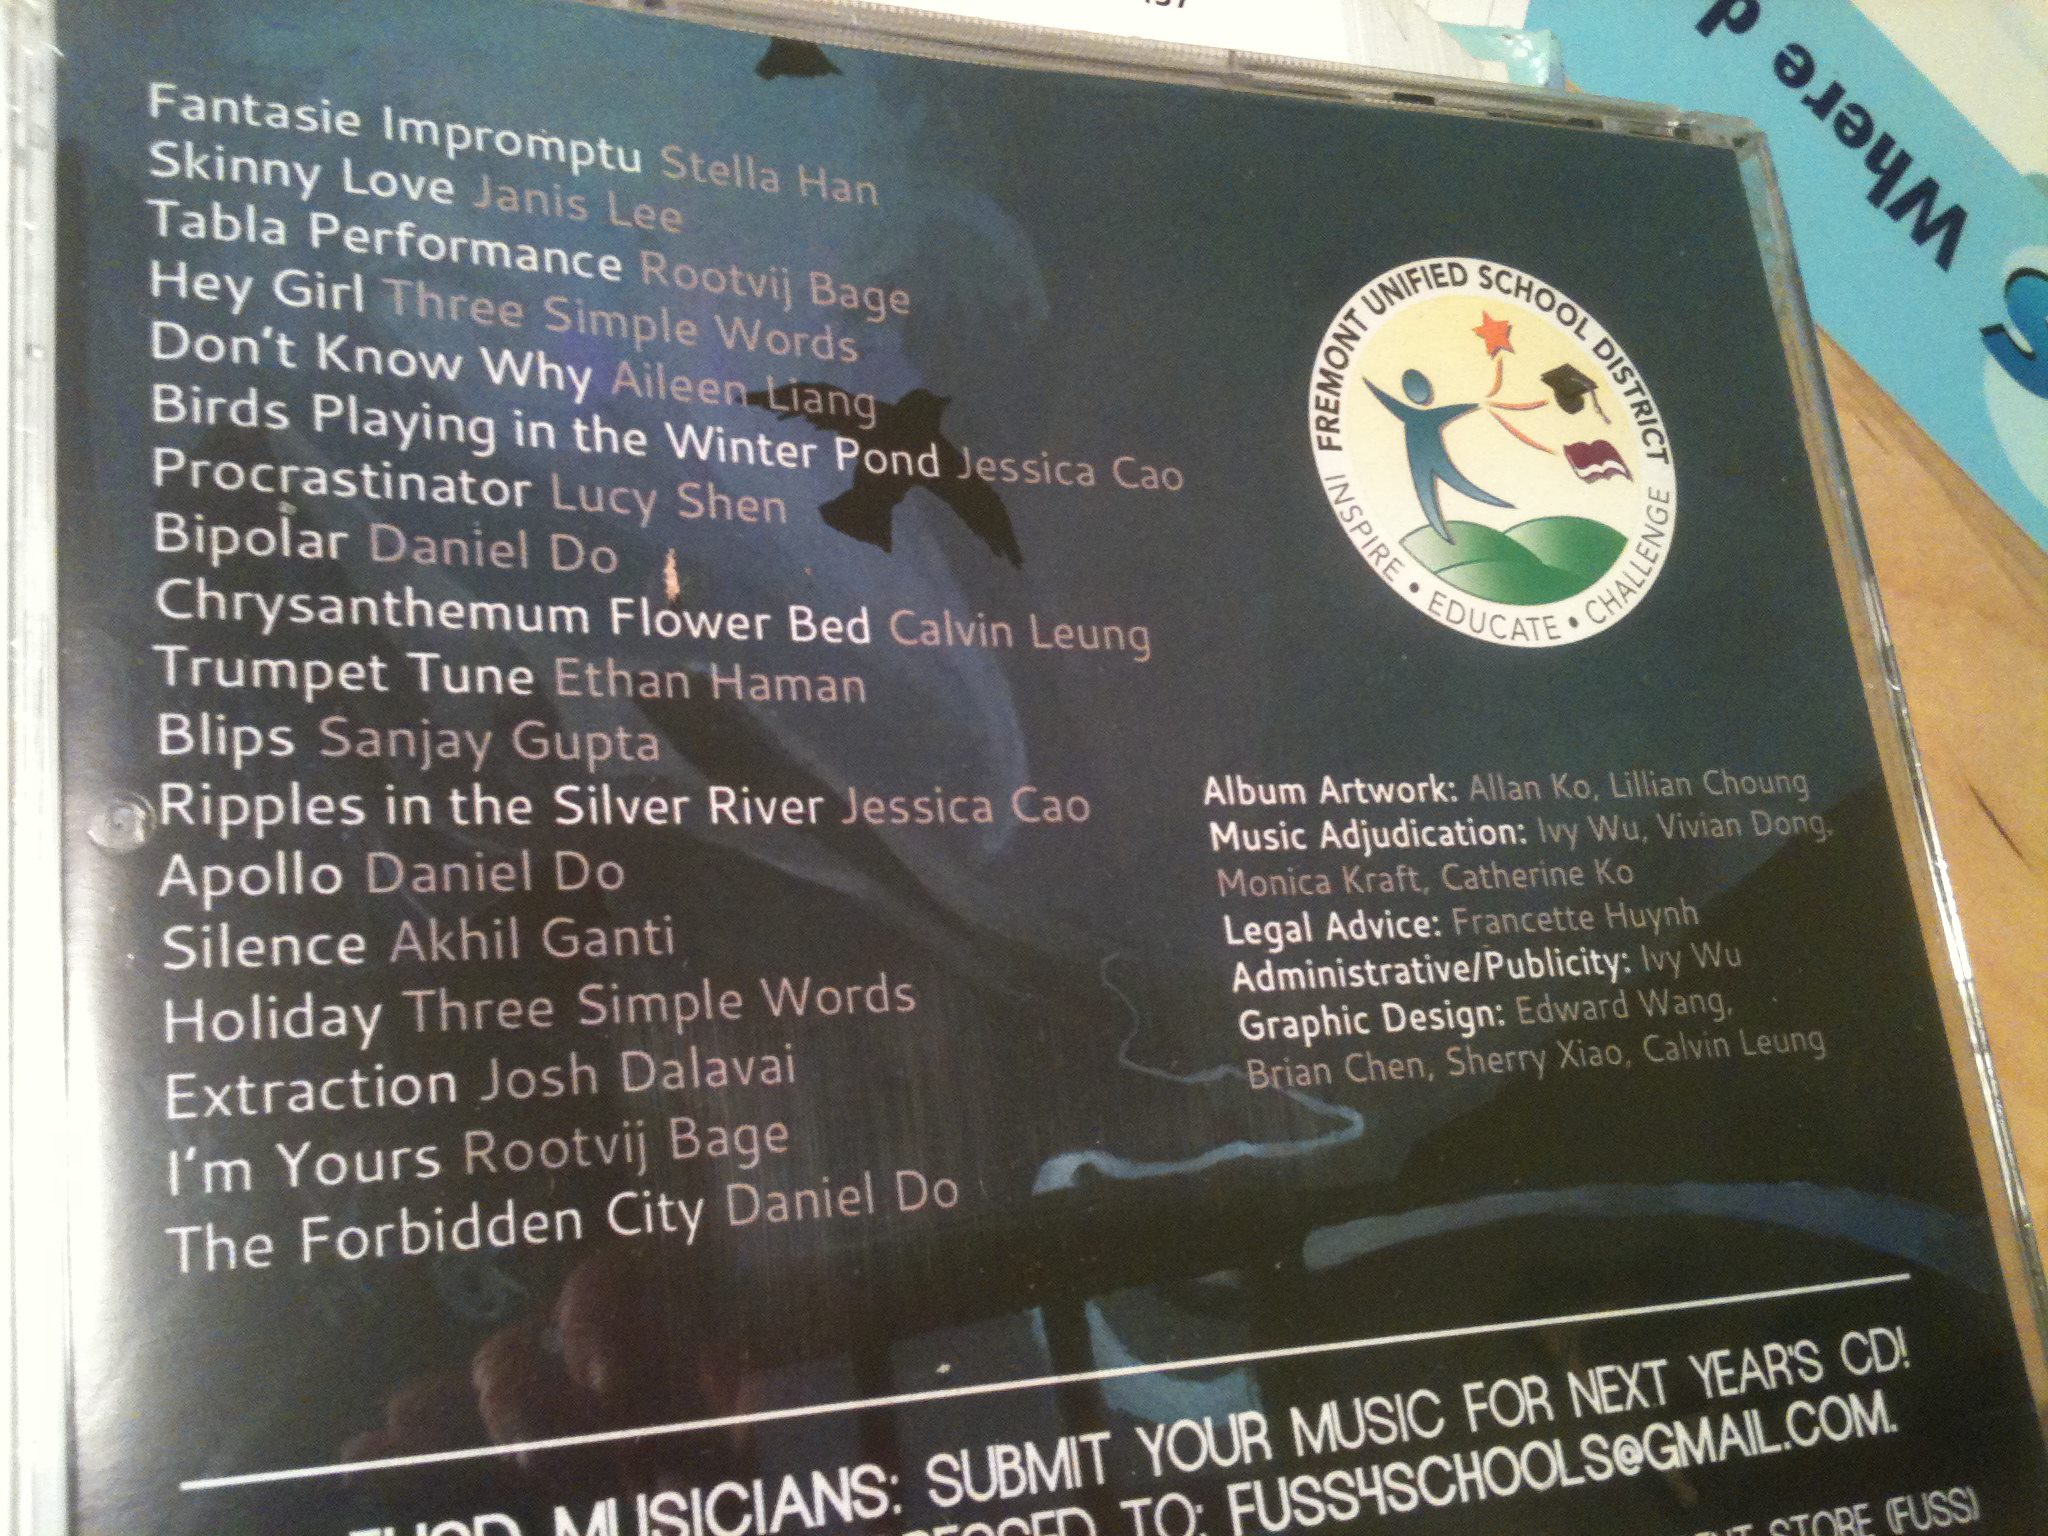 Fantasie Impromptu Stella Han
Skinny Love Janis Lee
Tabla Performance Rootvij Bage
Hey Girl Three Simple Words
Don't Know Why Aileen Liang
Birds Playing in the Winter Pond Jessica Cao
Procrastinator Lucy Shen
Bipolar Daniel Do
Chrysanthemum Flower Bed Calvin Leung
Trumpet Tune Ethan Haman
Blips Sanjay Gupta
Ripples in the Silver River Jessica Cao
Apollo Daniel Do
Silence Akhil Ganti
Holiday Three Simple Words
Extraction Josh Dalavai
I'm Yours Rootvij Bage
The Forbidden City Daniel Do
FREMONT UNIFIED SCHOOL DISTRICT
INSPIRE • EDUCATE • CHALLENGE
Album Artwork: Allan Ko, Lillian Choung
Music Adjudication: Ivy Wu, Vivian Dong,
Monica Kraft, Catherine Ko
Legal Advice: Francette Huynh
Administrative/Publicity: Ivy Wu
Graphic Design: Edward Wang,
Brian Chen, Sherry Xiao, Calvin Leung
MUSICIANS: SUBMIT YOUR MUSIC FOR NEXT YEAR'S CD!
TO: FUSS4SCHOOLS@GMAIL.COM.
STORE (FUSS)
Where d